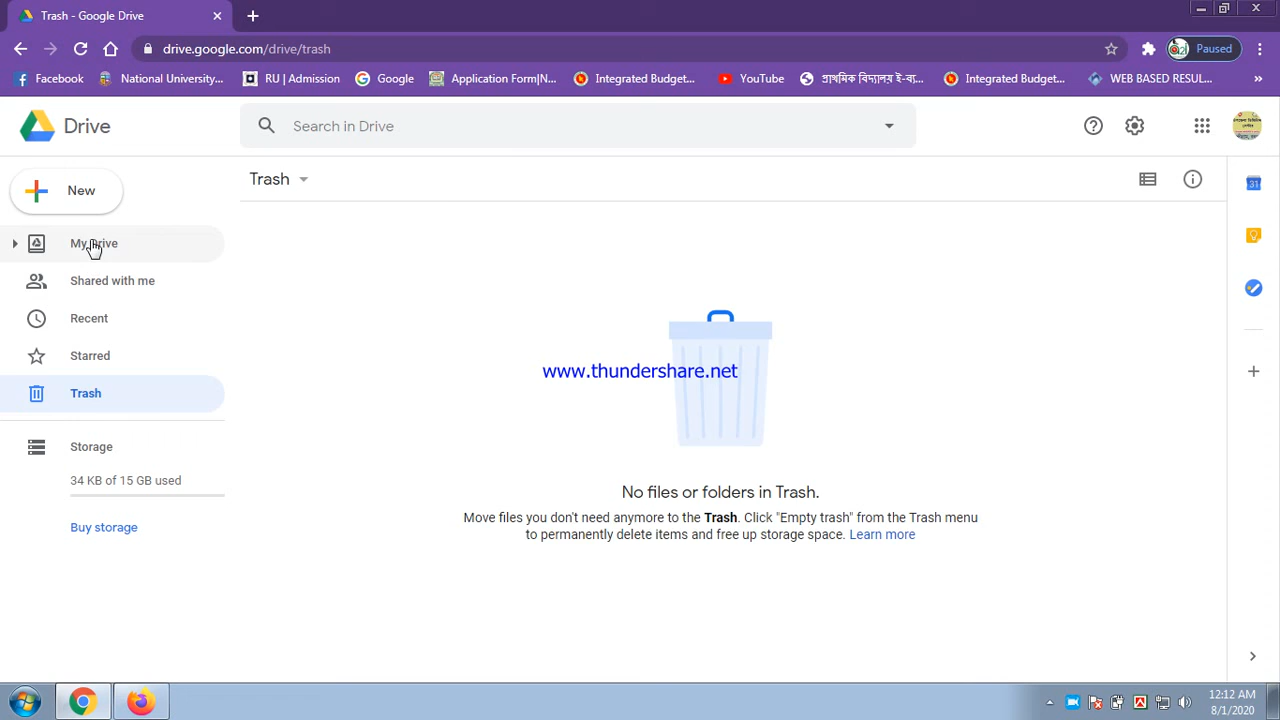 Trash - Google Drive
drive.google.com/drive/trash
Paused
Facebook
National University...
RU | Admission
Google
Application Form|N...
Integrated Budget...
YouTube
প্রাথমিক বিদ্যালয় ই-ব্য...
Integrated Budget...
WEB BASED RESUL...
Drive
Search in Drive
New
Trash
31
My Drive
Shared with me
Recent
Starred
Trash
Storage
34 KB of 15 GB used
Buy storage
www.thundershare.net
No files or folders in Trash.
Move files you don't need anymore to the Trash. Click "Empty trash" from the Trash menu
to permanently delete items and free up storage space. Learn more
12:12 AM
8/1/2020